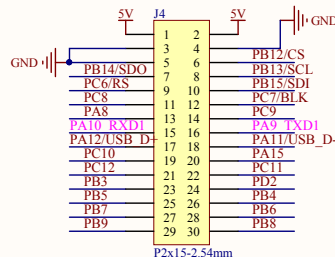 5V J4 5V
GND
1 2
3 4
GND 5 6 PB12/CS
PB14/SDO 7 8 PB13/SCL
PC6/RS 9 10 PB15/SDI
PC8 11 12 PC7/BLK
PA8 13 14 PC9
PA10_RXD1 15 16 PA9_TXD1
PA12/USB_D+ 17 18 PA11/USB_D-
PC10 19 20 PA15
PC12 21 22 PC11
PB3 23 24 PD2
PB5 25 26 PB4
PB7 27 28 PB6
PB9 29 30 PB8
P2x15-2.54mm